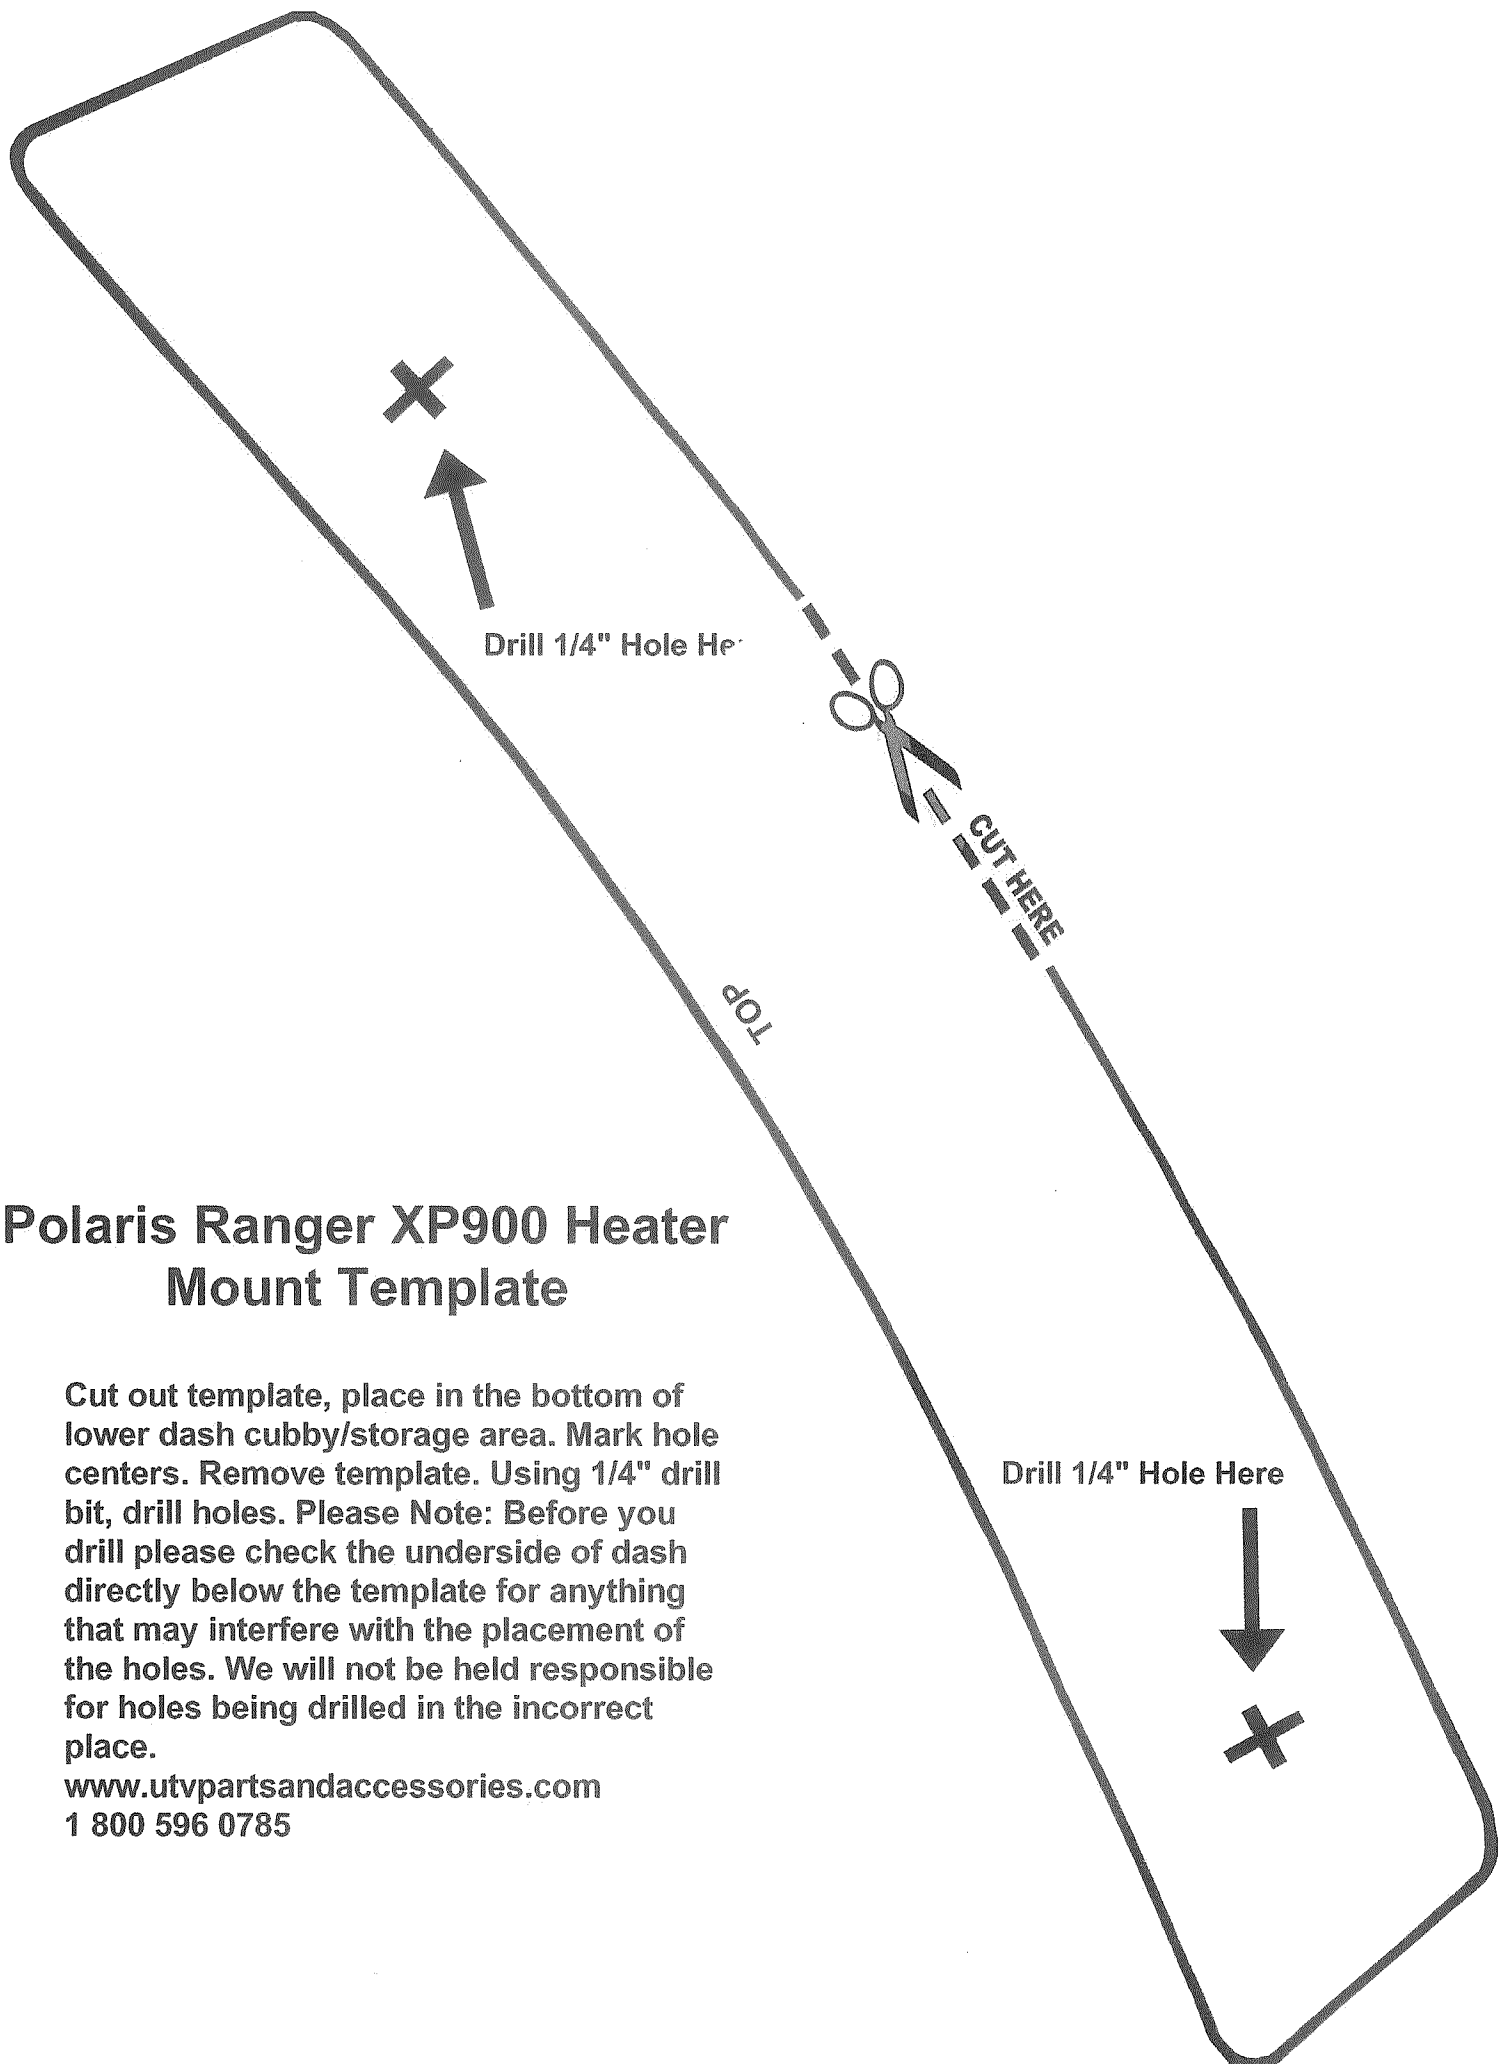 Drill 1/4" Hole
CUT HERE
TOP
Polaris Ranger XP900 Heater
Mount Template
Cut out template, place in the bottom of
lower dash cubby/storage area. Mark hole
centers. Remove template. Using 1/4" drill
bit, drill holes. Please Note: Before you
drill please check the underside of dash
directly below the template for anything
that may interfere with the placement of
the holes. We will not be held responsible
for holes being drilled in the incorrect
place.
www.utvpartsandaccessories.com
1 800 596 0785
Drill 1/4" Hole Here